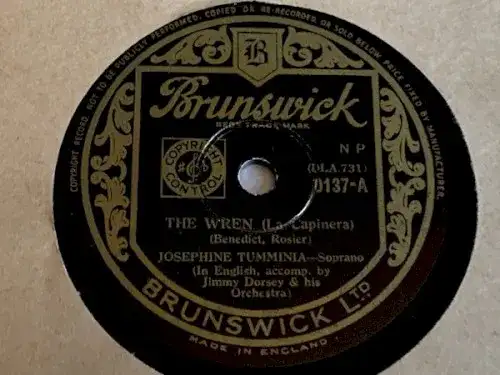 COPYRIGHT RECORD. NOT TO BE PUBLICLY PERFORMED, COPIED OR RE-RECORDED, OR SOLD BELOW PRICE FIXED BY MANUFACTURER.
B
Brunswick
REGD TRADE MARK
COPYRIGHT
CONTROL
N P
(DLA.731)
0137-A
THE WREN (La Capinera)
(Benedict, Rosier)
JOSEPHINE TUMMINIA—Soprano
(In English, accomp. by
Jimmy Dorsey & his
Orchestra)
BRUNSWICK LTD.
MADE IN ENGLAND